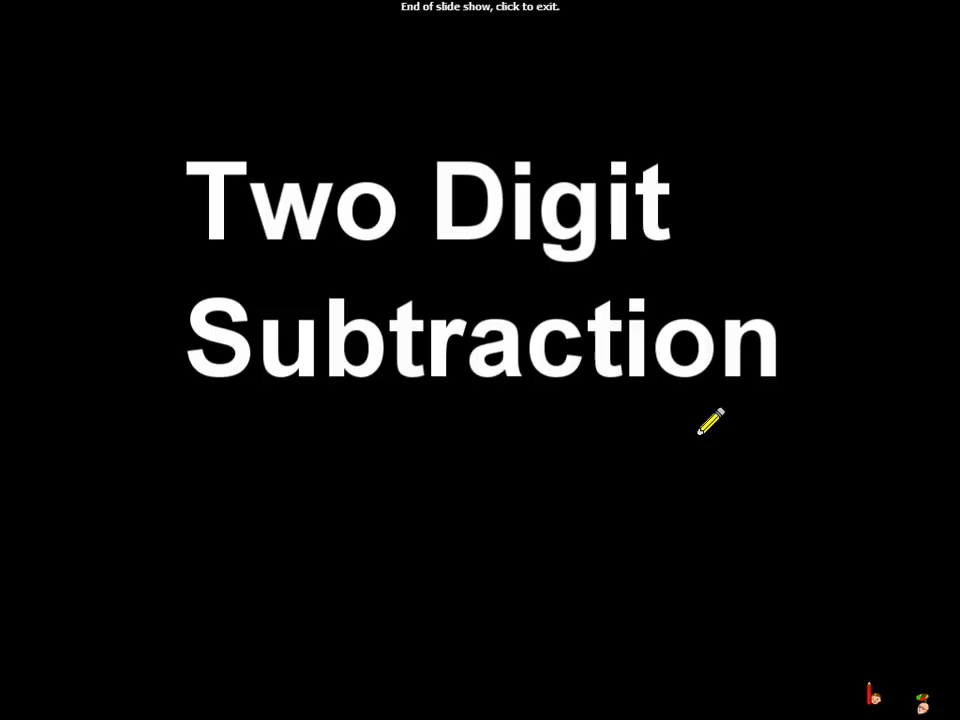 End of slide show, click to exit.
Two Digit
Subtraction